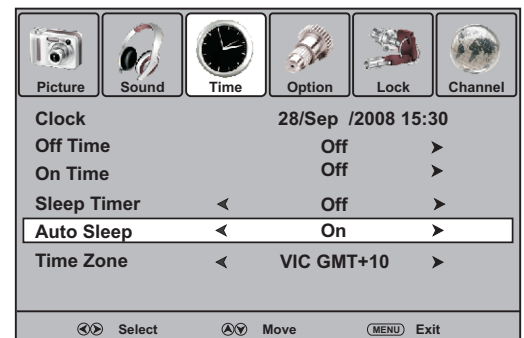 Picture Sound Time Option Lock Channel
Clock 28/Sep /2008 15:30
Off Time Off
On Time Off
Sleep Timer Off
Auto Sleep On
Time Zone VIC GMT+10
Select Move MENU Exit